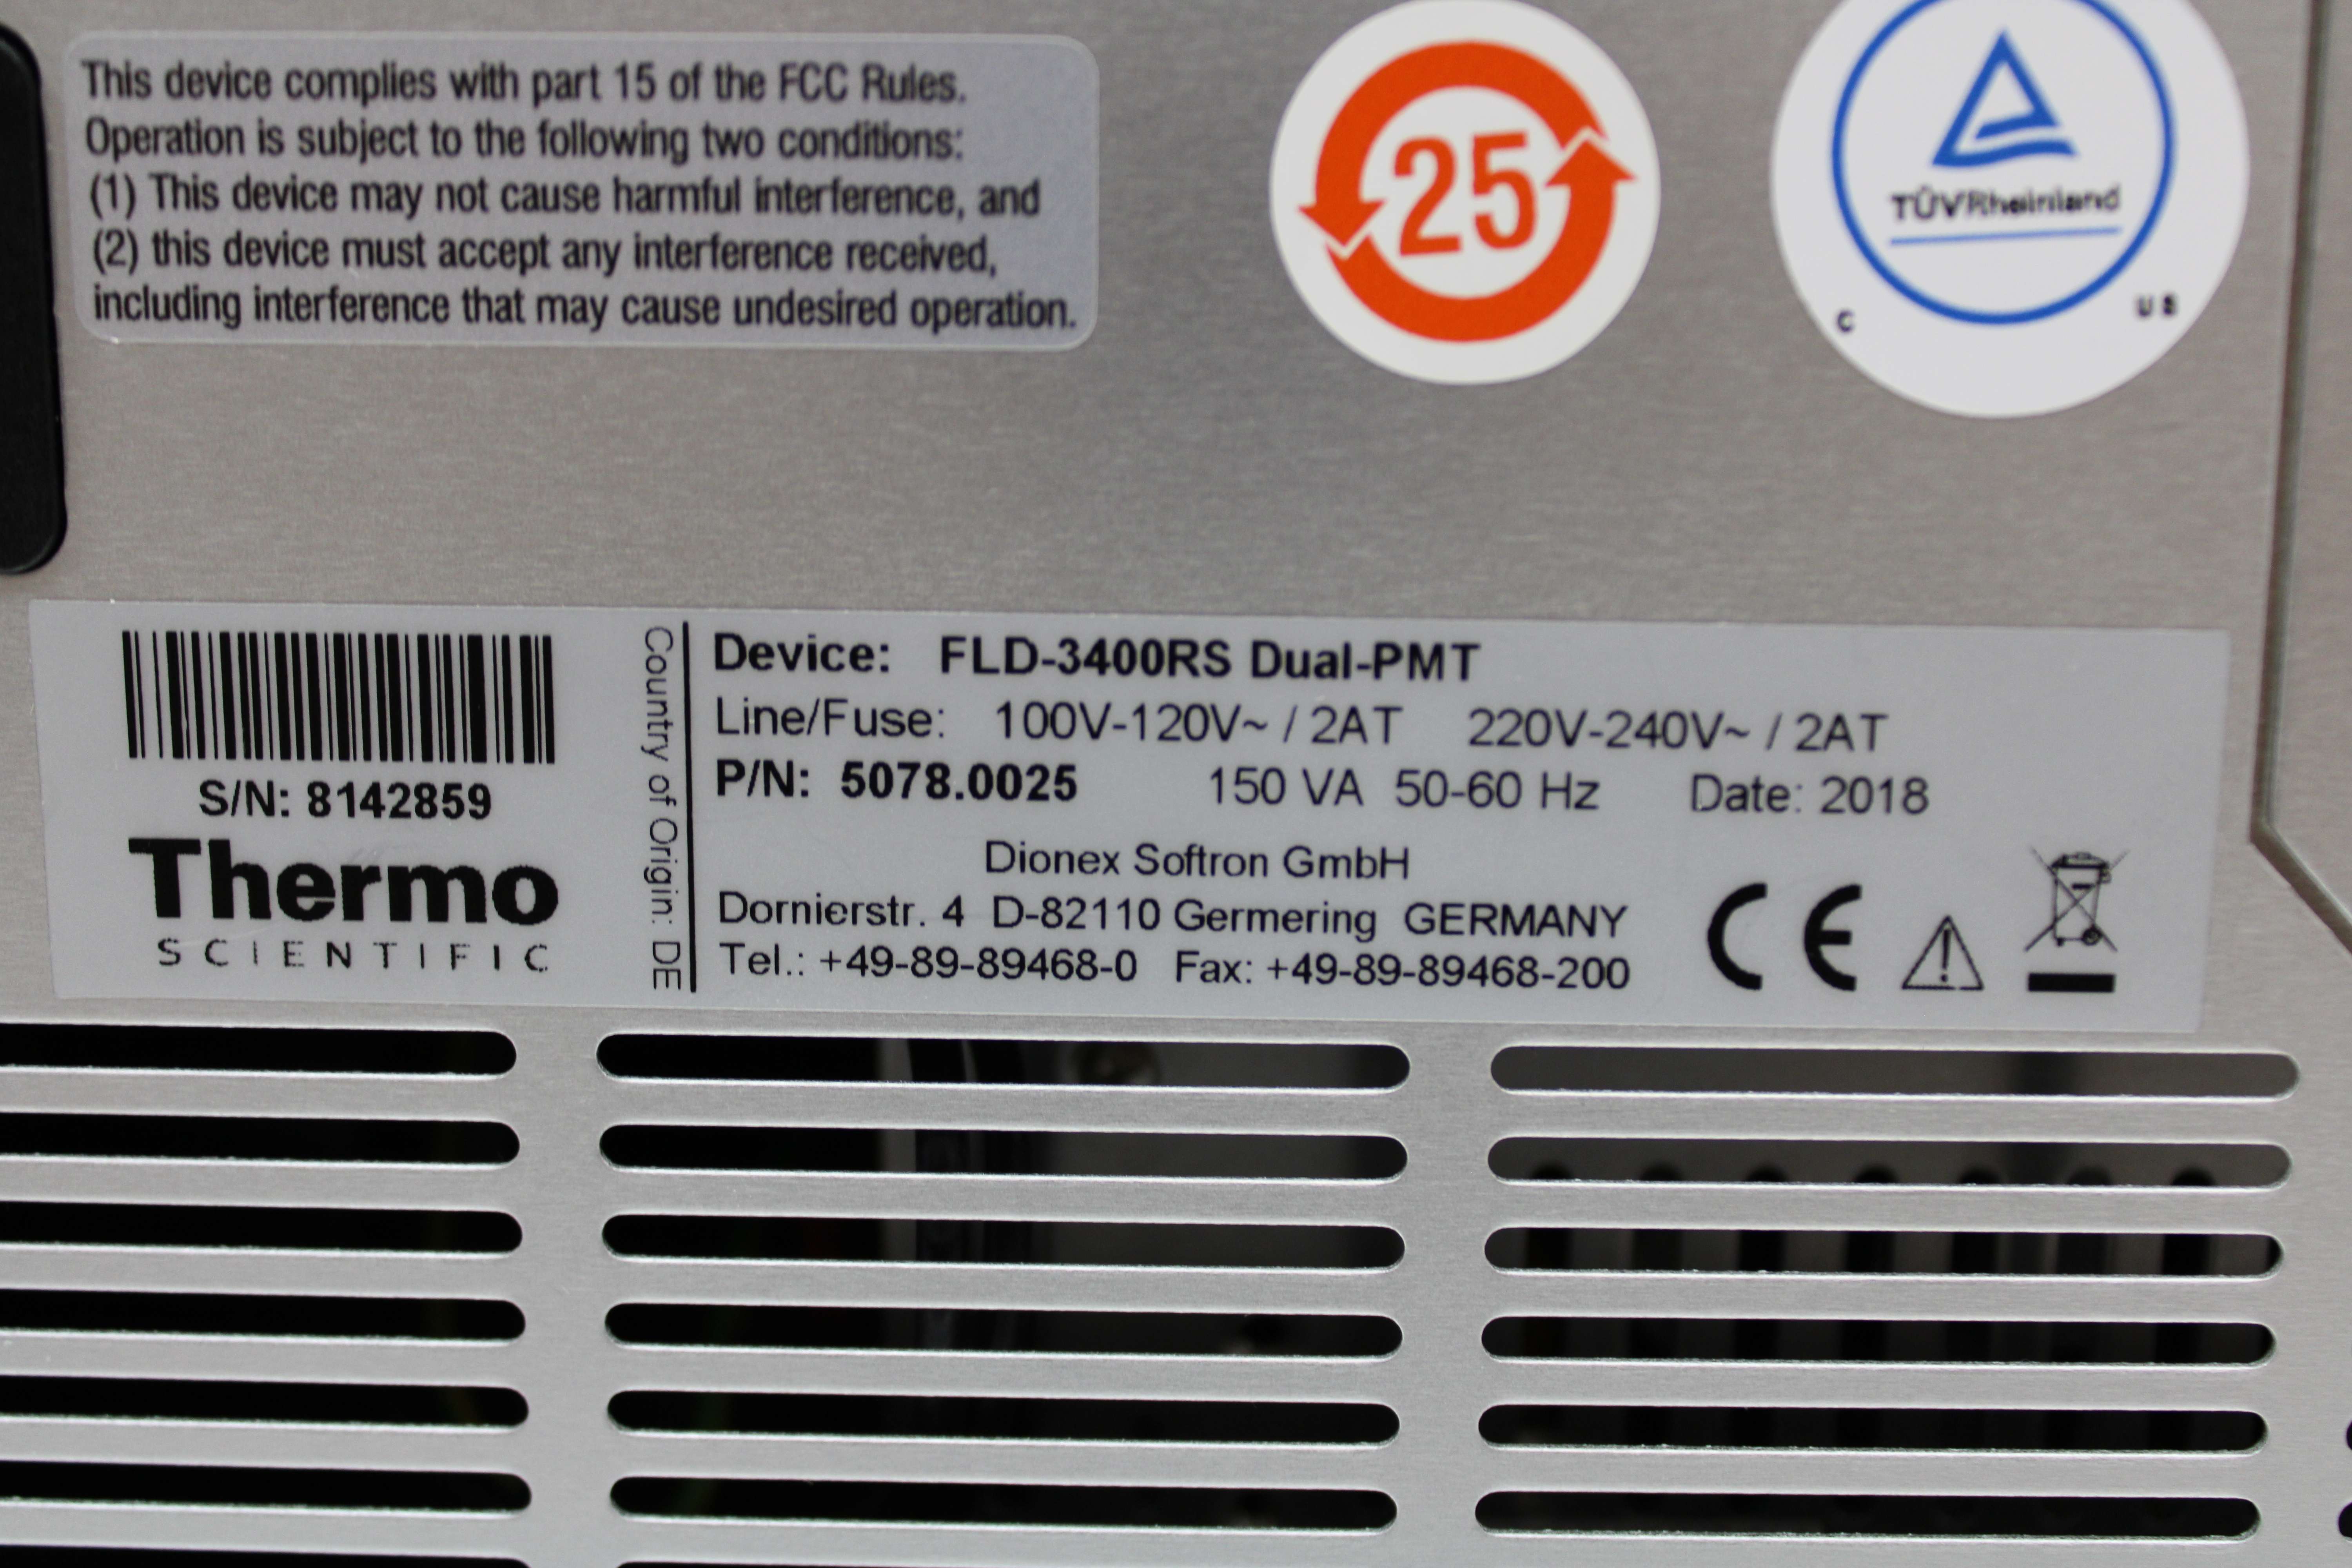 This device complies with part 15 of the FCC Rules.
Operation is subject to the following two conditions:
(1) This device may not cause harmful interference, and
(2) this device must accept any interference received,
including interference that may cause undesired operation.
25
TÜVRheinland
C US
S/N: 8142859
Thermo
SCIENTIFIC
Country of Origin: DE
Device: FLD-3400RS Dual-PMT
Line/Fuse: 100V-120V~ / 2AT 220V-240V~ / 2AT
P/N: 5078.0025 150 VA 50-60 Hz Date: 2018
Dionex Softron GmbH
Dornierstr. 4 D-82110 Germering GERMANY
Tel.: +49-89-89468-0 Fax: +49-89-89468-200
CE